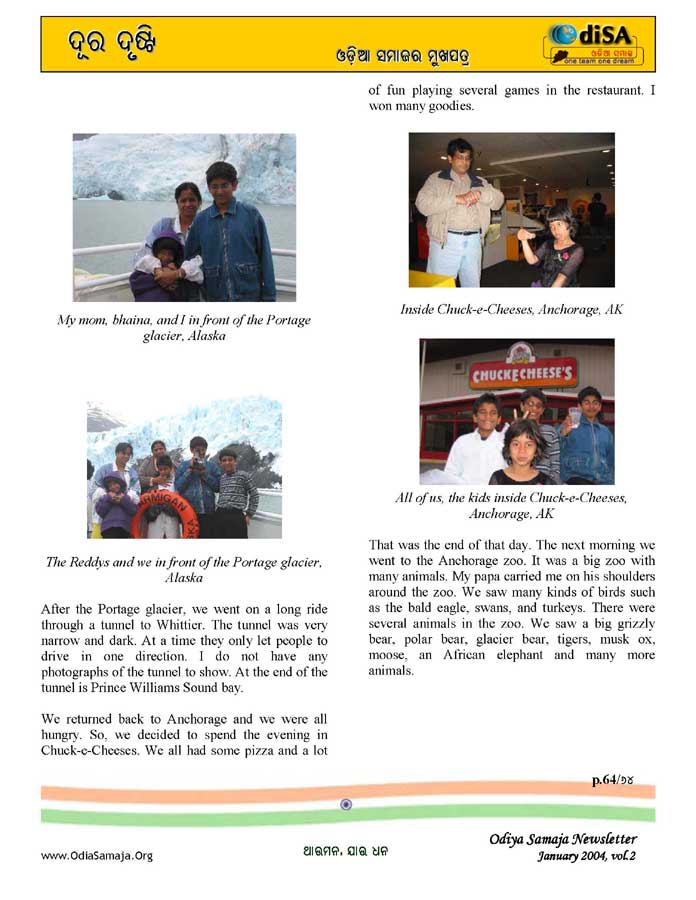 ଦୂର ଦୃଷ୍ଟି
ଓଡ଼ିଆ ସମାଜର ମୁଖପତ୍ର
OdiSA
ଓଡ଼ିଆ ସମାଜ
one team one dream
My mom, bhaina, and I in front of the Portage
glacier, Alaska
The Reddys and we in front of the Portage glacier,
Alaska
After the Portage glacier, we went on a long ride
through a tunnel to Whittier. The tunnel was very
narrow and dark. At a time they only let people to
drive in one direction. I do not have any
photographs of the tunnel to show. At the end of the
tunnel is Prince Williams Sound bay.
We returned back to Anchorage and we were all
hungry. So, we decided to spend the evening in
Chuck-e-Cheeses. We all had some pizza and a lot
of fun playing several games in the restaurant. I
won many goodies.
Inside Chuck-e-Cheeses, Anchorage, AK
CHUCK E CHEESE'S
All of us, the kids inside Chuck-e-Cheeses,
Anchorage, AK
That was the end of that day. The next morning we
went to the Anchorage zoo. It was a big zoo with
many animals. My papa carried me on his shoulders
around the zoo. We saw many kinds of birds such
as the bald eagle, swans, and turkeys. There were
several animals in the zoo. We saw a big grizzly
bear, polar bear, glacier bear, tigers, musk ox,
moose, an African elephant and many more
animals.
p.64/୬୪
www.OdiaSamaja.Org
ଆରମନ, ଯାଉ ଧନ
Odiya Samaja Newsletter
January 2004, vol.2